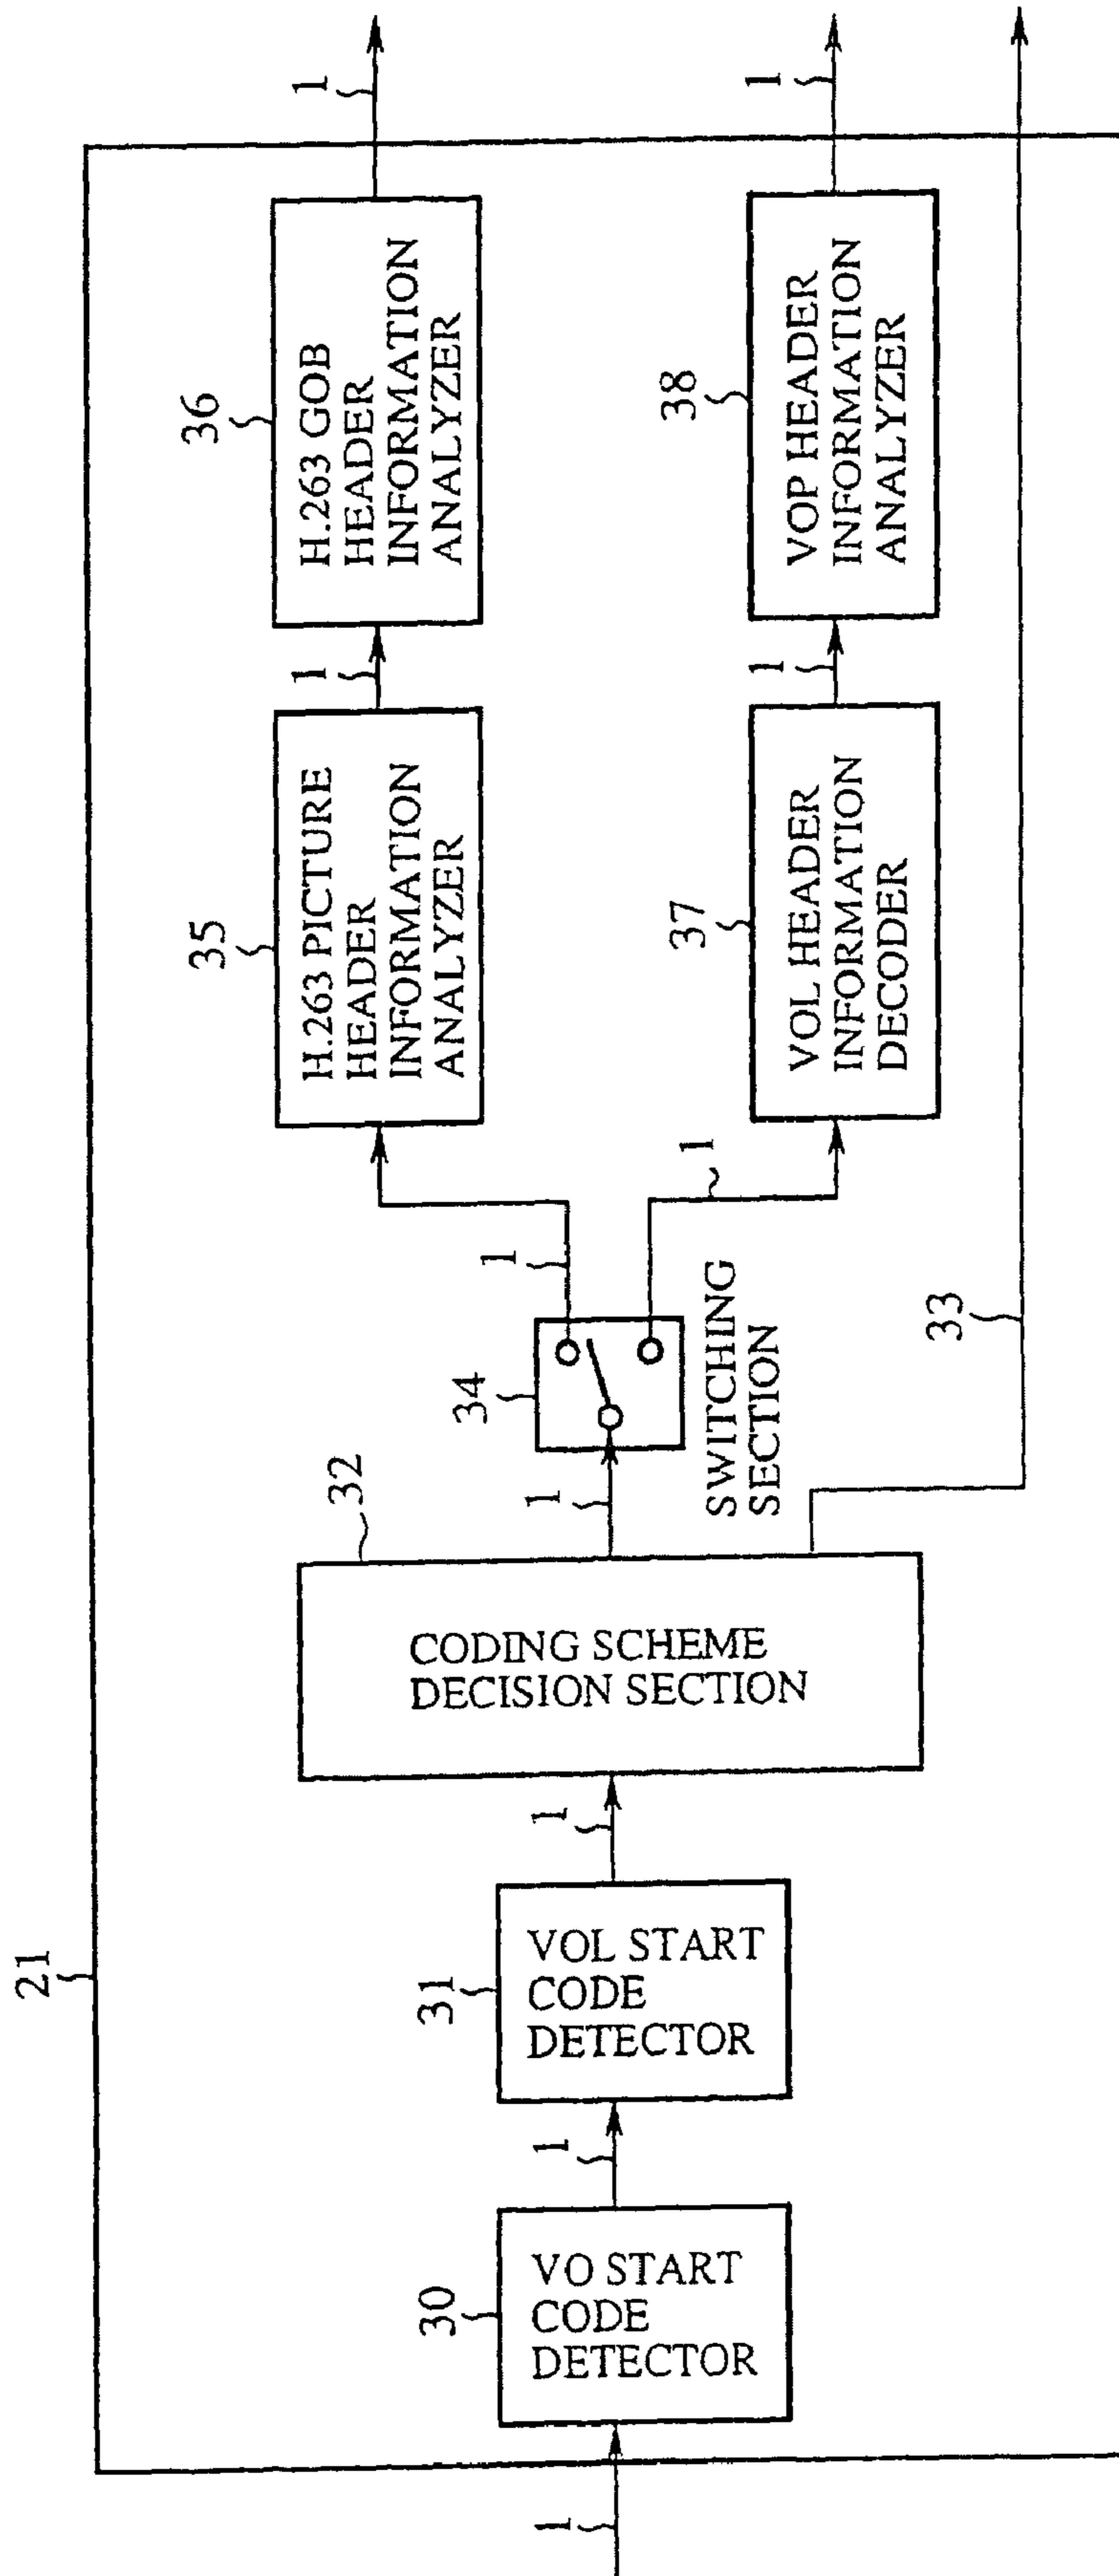 21
1
30
VO START
CODE
DETECTOR
1
31
VOL START
CODE
DETECTOR
1
32
CODING SCHEME
DECISION SECTION
1
34
SWITCHING
SECTION
33
1
1
35
H.263 PICTURE
HEADER
INFORMATION
ANALYZER
1
36
H.263 GOB
HEADER
INFORMATION
ANALYZER
1
37
VOL HEADER
INFORMATION
DECODER
1
38
VOP HEADER
INFORMATION
ANALYZER
1